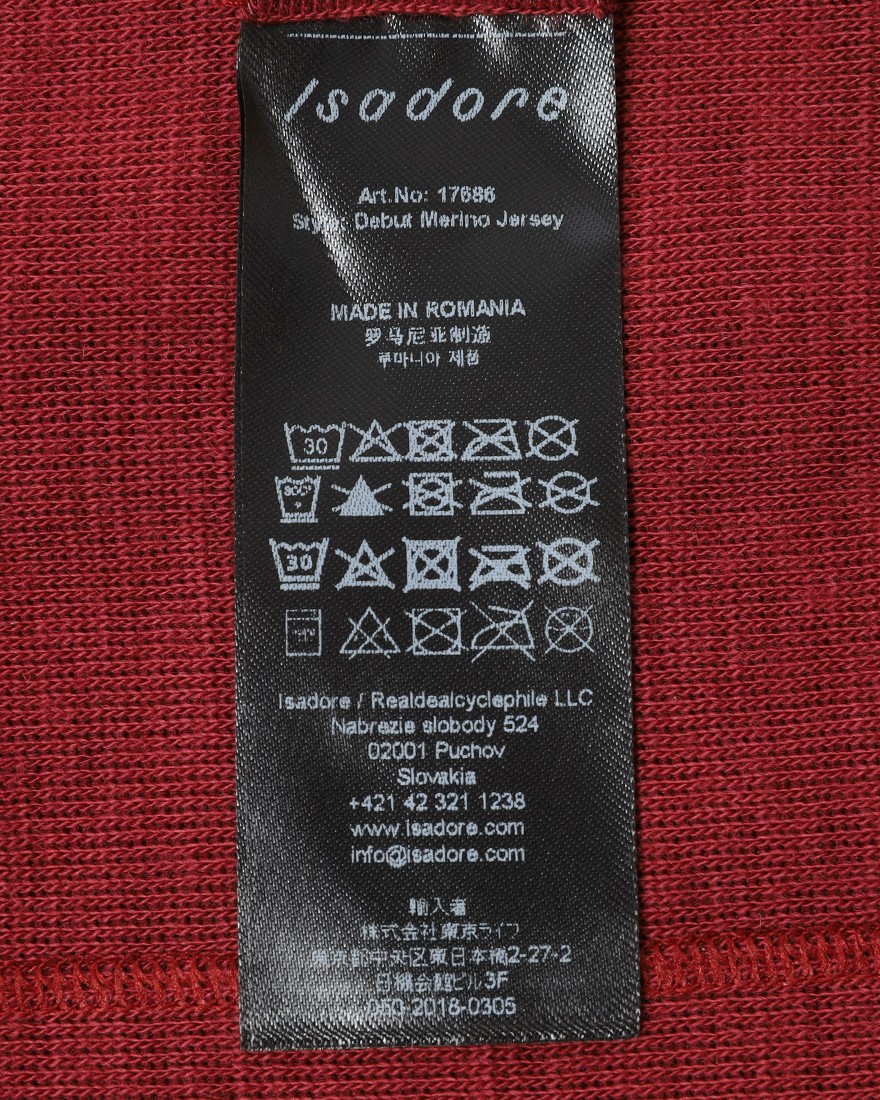 Isadore
Art.No: 17686
Style: Debut Merino Jersey
MADE IN ROMANIA
罗马尼亚制造
루마니아 제품
30
30
Isadore / Realdealcyclephile LLC
Nabrezie slobody 524
02001 Puchov
Slovakia
+421 42 321 1238
www.isadore.com
info@isadore.com
輸入者
株式会社東京ライフ
東京都中央区東日本橋2-27-2
日機会館ビル3F
050-2018-0305